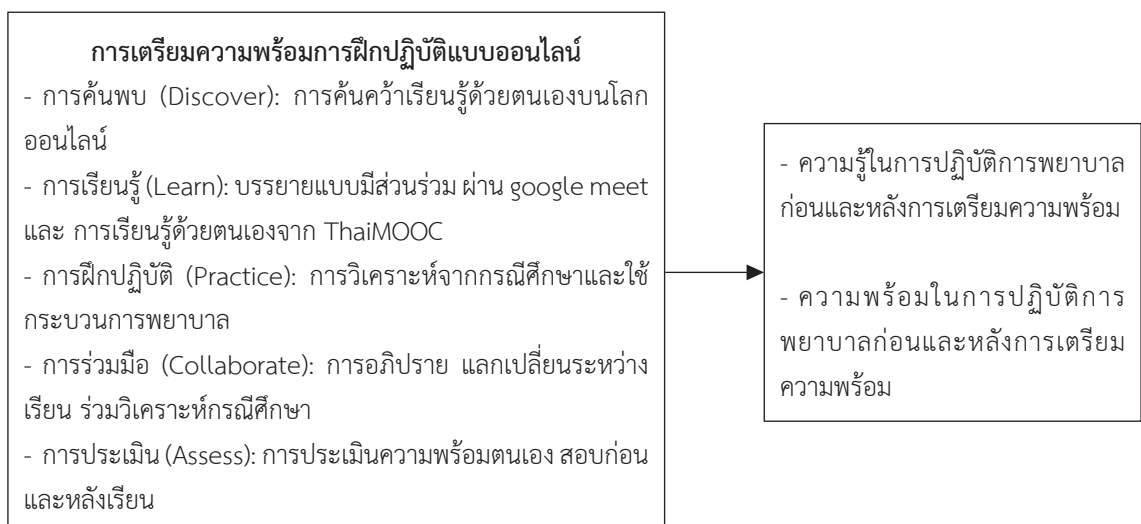 การเตรียมความพร้อมการฝึกปฏิบัติแบบออนไลน์
- การค้นพบ (Discover): การค้นคว้าเรียนรู้ด้วยตนเองบนโลก
ออนไลน์
- การเรียนรู้ (Learn): บรรยายแบบมีส่วนร่วม ผ่าน google meet
และ การเรียนรู้ด้วยตนเองจาก ThaiMOOC
- การฝึกปฏิบัติ (Practice): การวิเคราะห์จากกรณีศึกษาและใช้
กระบวนการพยาบาล
- การร่วมมือ (Collaborate): การอภิปราย แลกเปลี่ยนระหว่าง
เรียน ร่วมวิเคราะห์กรณีศึกษา
- การประเมิน (Assess): การประเมินความพร้อมตนเอง สอบก่อน
และหลังเรียน
- ความรู้ในการปฏิบัติการพยาบาล
ก่อนและหลังการเตรียมความพร้อม
- ความพร้อมในการปฏิบัติการ
พยาบาลก่อนและหลังการเตรียม
ความพร้อม